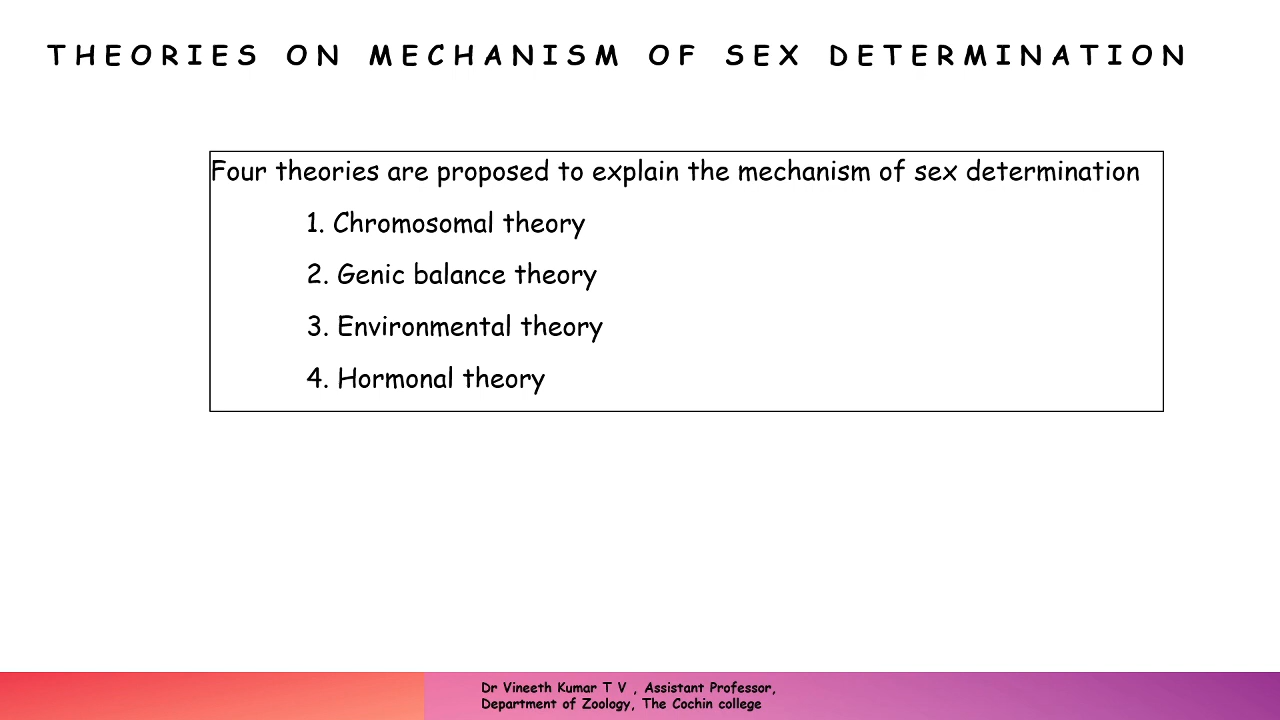 THEORIES ON MECHANISM OF SEX DETERMINATION
Four theories are proposed to explain the mechanism of sex determination
1. Chromosomal theory
2. Genic balance theory
3. Environmental theory
4. Hormonal theory
Dr Vineeth Kumar T V , Assistant Professor,
Department of Zoology, The Cochin college